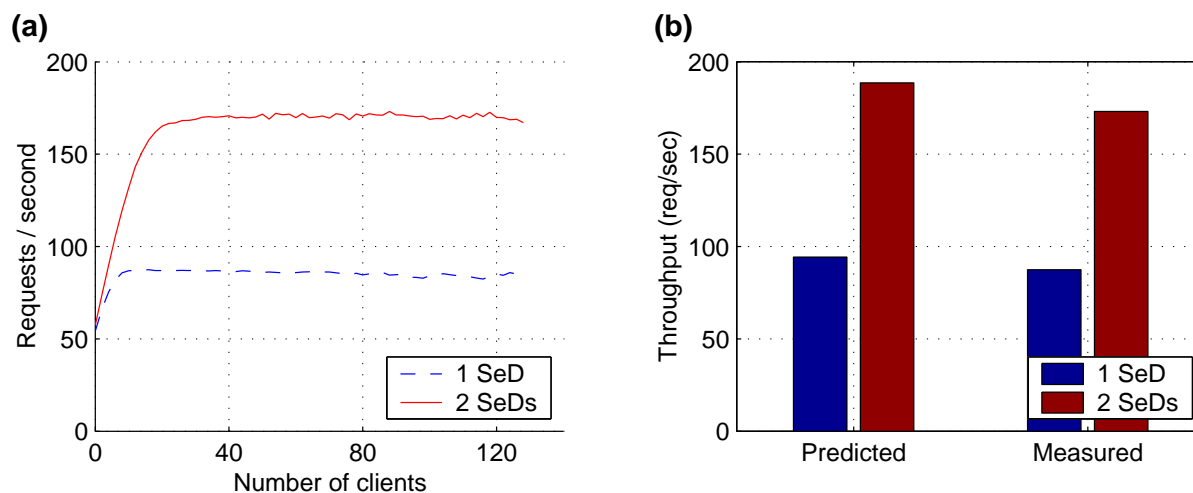 (a)
200
150
100
50
0
Requests / second
0 40 80 120
Number of clients
1 SeD
2 SeDs
(b)
200
150
100
50
0
Throughput (req/sec)
Predicted Measured
1 SeD
2 SeDs